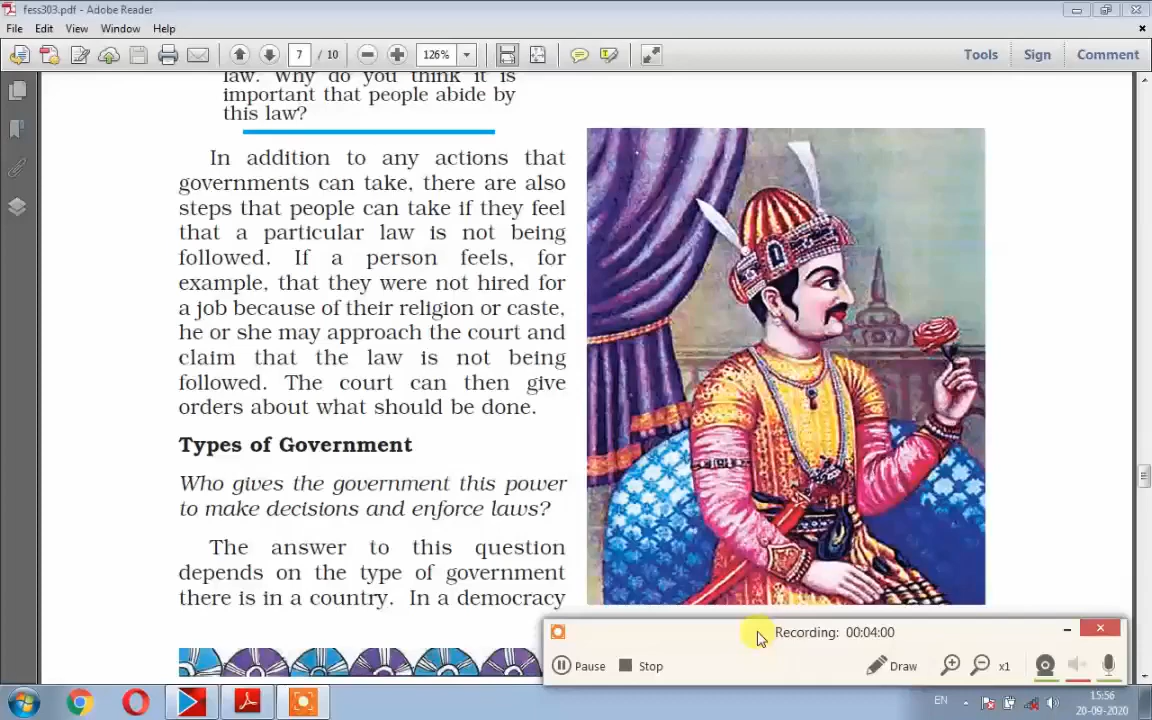 fess303.pdf - Adobe Reader
File Edit View Window Help
7 / 10 126% Tools Sign Comment
law. Why do you think it is
important that people abide by
this law?
In addition to any actions that
governments can take, there are also
steps that people can take if they feel
that a particular law is not being
followed. If a person feels, for
example, that they were not hired for
a job because of their religion or caste,
he or she may approach the court and
claim that the law is not being
followed. The court can then give
orders about what should be done.
Types of Government
Who gives the government this power
to make decisions and enforce laws?
The answer to this question
depends on the type of government
there is in a country. In a democracy
Recording: 00:04:00
Pause Stop Draw x1
EN 15:56
20-09-2020